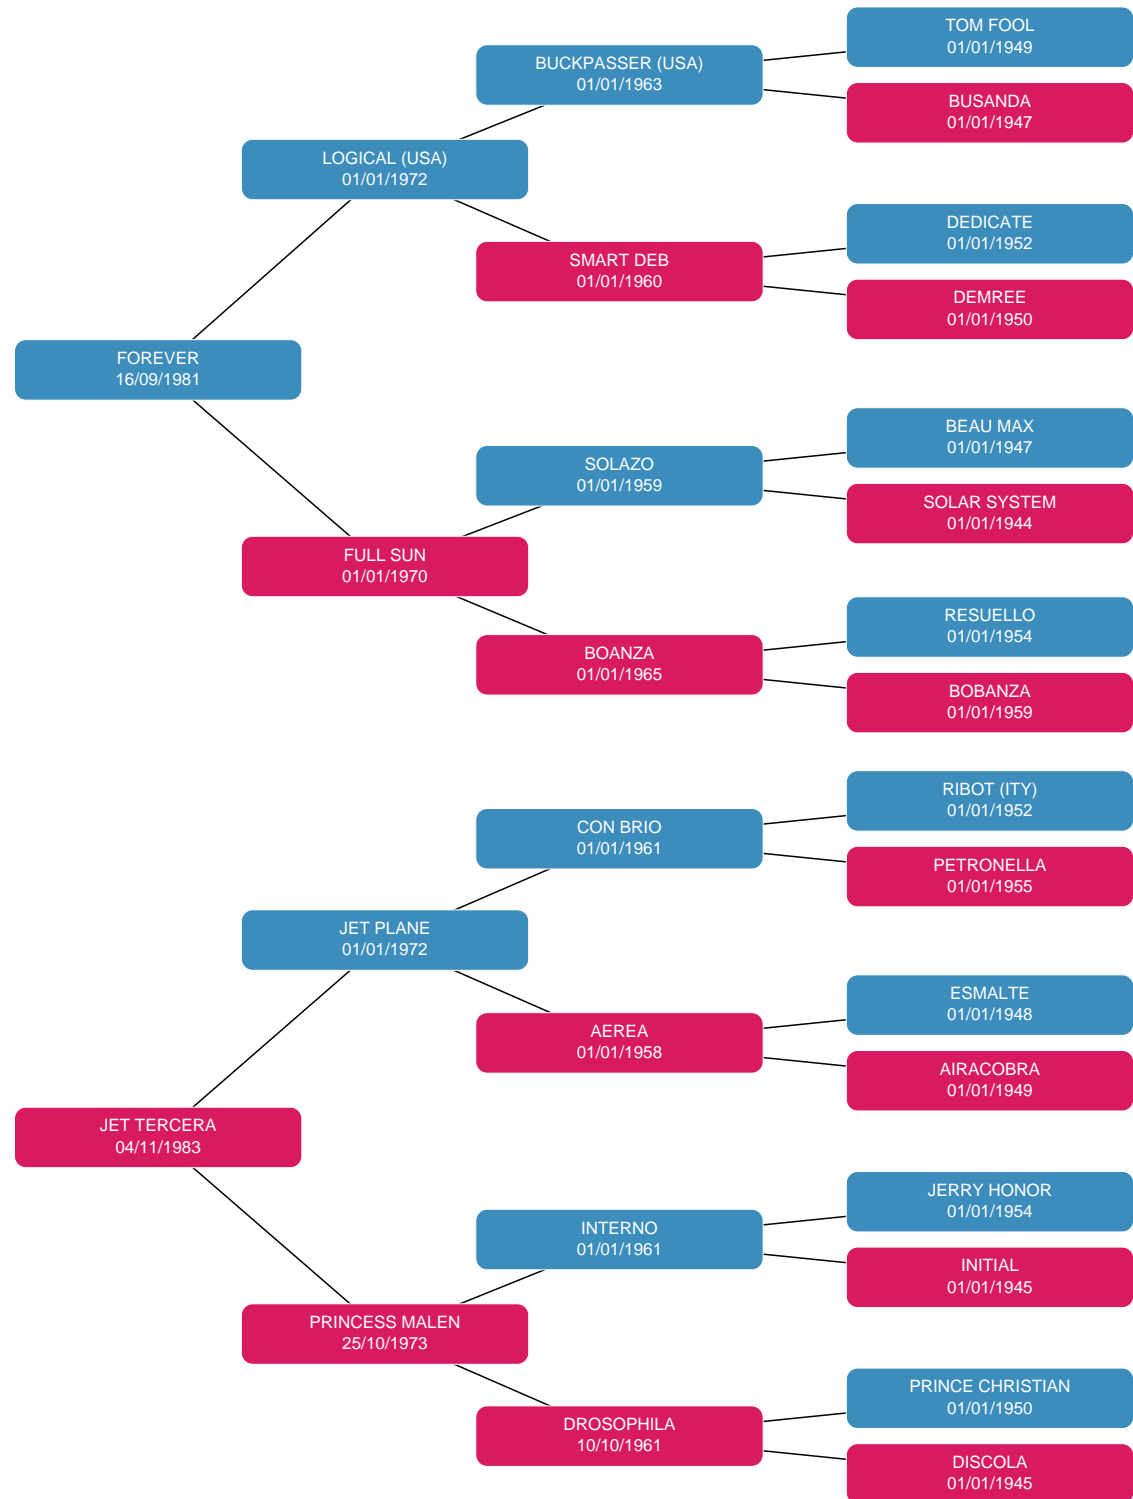 TOM FOOL
01/01/1949
BUCKPASSER (USA)
01/01/1963
BUSANDA
01/01/1947
LOGICAL (USA)
01/01/1972
DEDICATE
01/01/1952
SMART DEB
01/01/1960
DEMREE
01/01/1950
FOREVER
16/09/1981
BEAU MAX
01/01/1947
SOLAZO
01/01/1959
SOLAR SYSTEM
01/01/1944
FULL SUN
01/01/1970
RESUELLO
01/01/1954
BOANZA
01/01/1965
BOBANZA
01/01/1959
RIBOT (ITY)
01/01/1952
CON BRIO
01/01/1961
PETRONELLA
01/01/1955
JET PLANE
01/01/1972
ESMALTE
01/01/1948
AEREA
01/01/1958
AIRACOBRA
01/01/1949
JET TERCERA
04/11/1983
JERRY HONOR
01/01/1954
INTERNO
01/01/1961
INITIAL
01/01/1945
PRINCESS MALEN
25/10/1973
PRINCE CHRISTIAN
01/01/1950
DROSOPHILA
10/10/1961
DISCOLA
01/01/1945